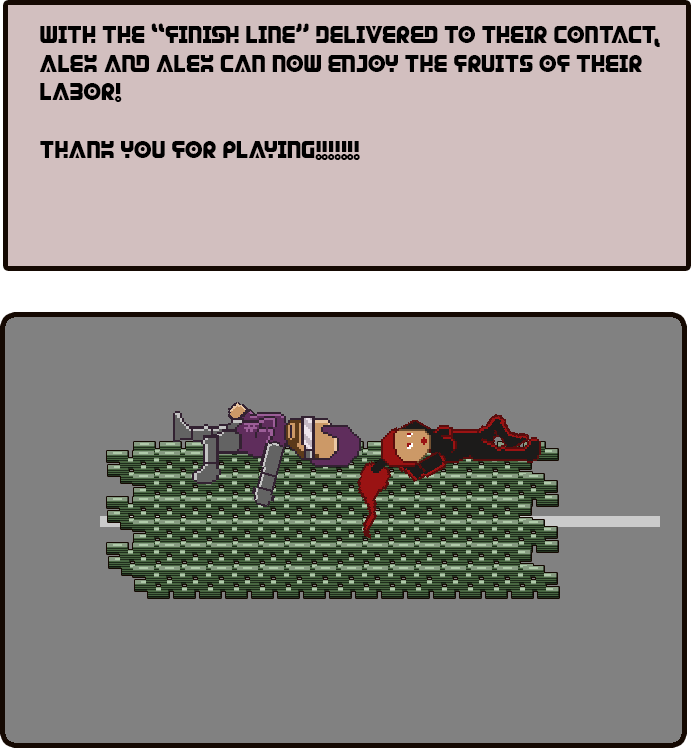 WITH THE "FINISH LINE" DELIVERED TO THEIR CONTACT,
ALEX AND ALEX CAN NOW ENJOY THE FRUITS OF THEIR
LABOR!
THANK YOU FOR PLAYING!!!!!!!